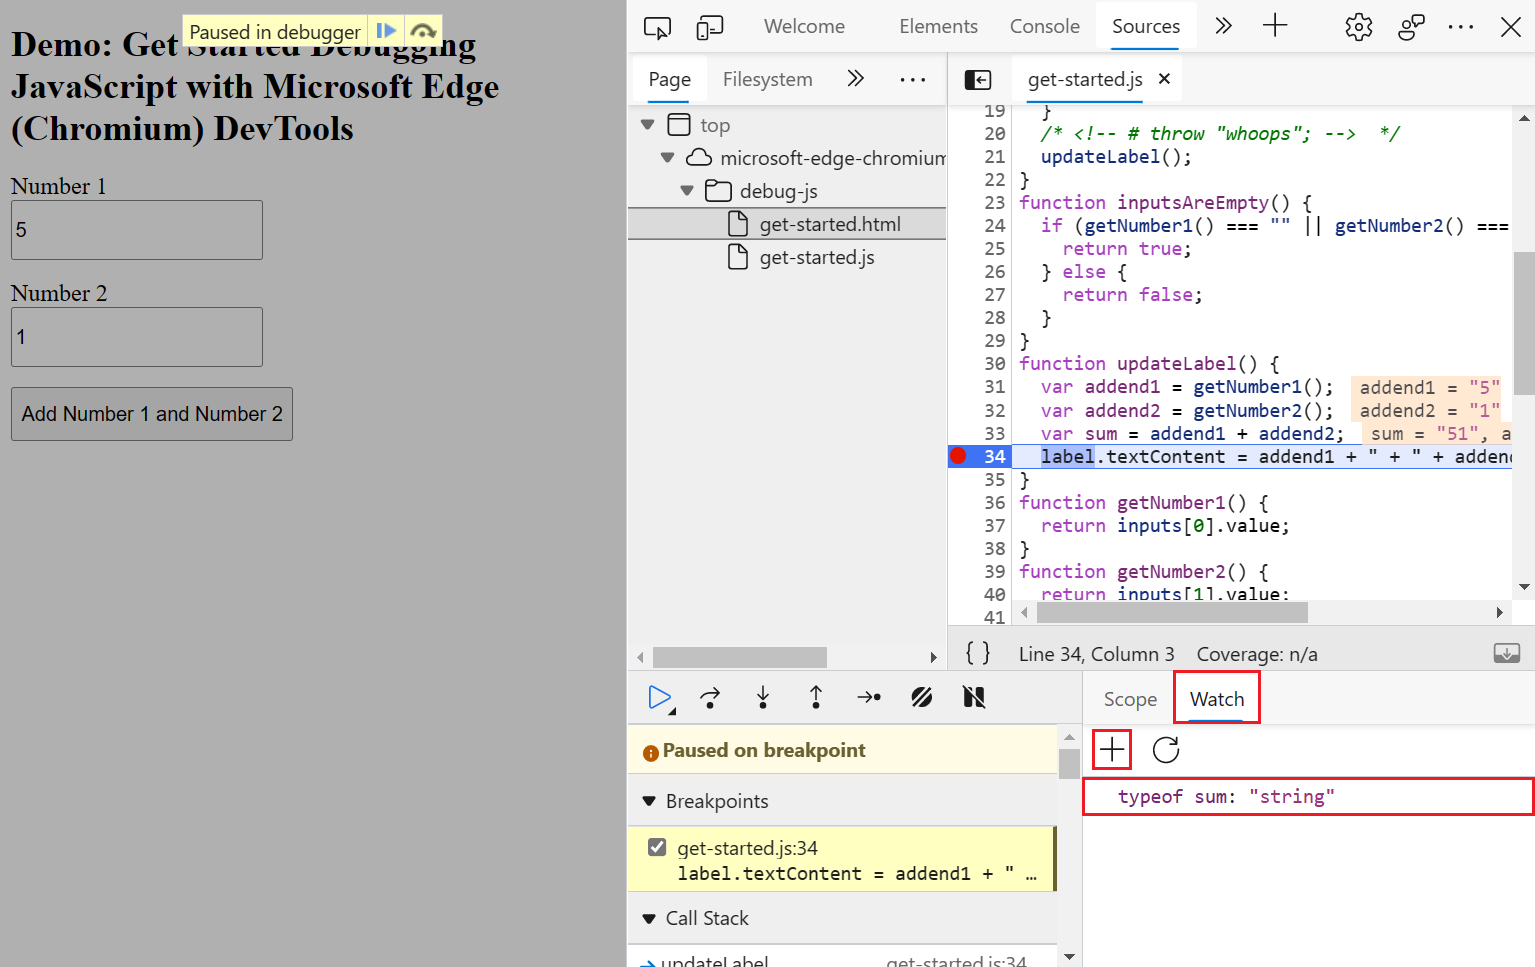 Paused in debugger
Demo: Get Started Debugging
JavaScript with Microsoft Edge
(Chromium) DevTools
Number 1
5
Number 2
1
Add Number 1 and Number 2
Welcome Elements Console Sources
Page Filesystem
top
microsoft-edge-chromium
debug-js
get-started.html
get-started.js
get-started.js
19 }
20 /* <!-- # throw "whoops"; --> */
21 updateLabel();
22 }
23 function inputsAreEmpty() {
24 if (getNumber1() === "" || getNumber2() ===
25 return true;
26 } else {
27 return false;
28 }
29 }
30 function updateLabel() {
31 var addend1 = getNumber1(); addend1 = "5"
32 var addend2 = getNumber2(); addend2 = "1"
33 var sum = addend1 + addend2; sum = "51", a
34 label.textContent = addend1 + " + " + addend
35 }
36 function getNumber1() {
37 return inputs[0].value;
38 }
39 function getNumber2() {
40 return inputs[1].value;
41
{ } Line 34, Column 3 Coverage: n/a
Paused on breakpoint
Breakpoints
get-started.js:34
label.textContent = addend1 + " …
Call Stack
updateLabel get-started.js:34
Scope Watch
typeof sum: "string"